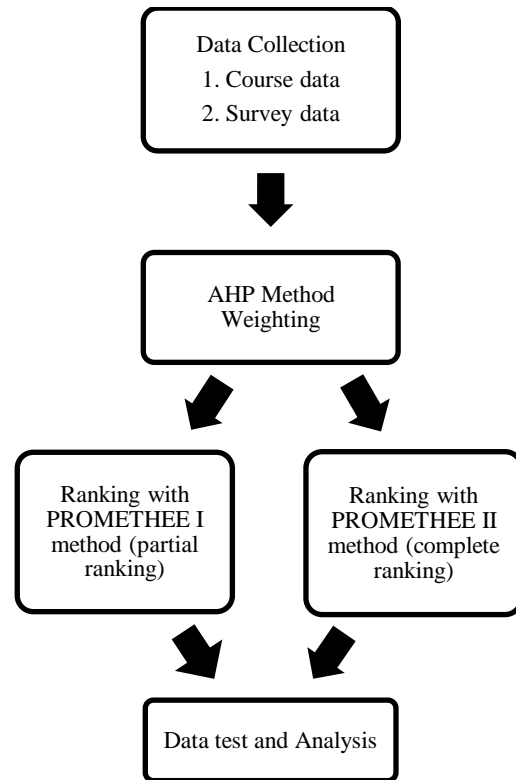 Data Collection
1. Course data
2. Survey data
AHP Method
Weighting
Ranking with
PROMETHEE I
method (partial
ranking)
Ranking with
PROMETHEE II
method (complete
ranking)
Data test and Analysis